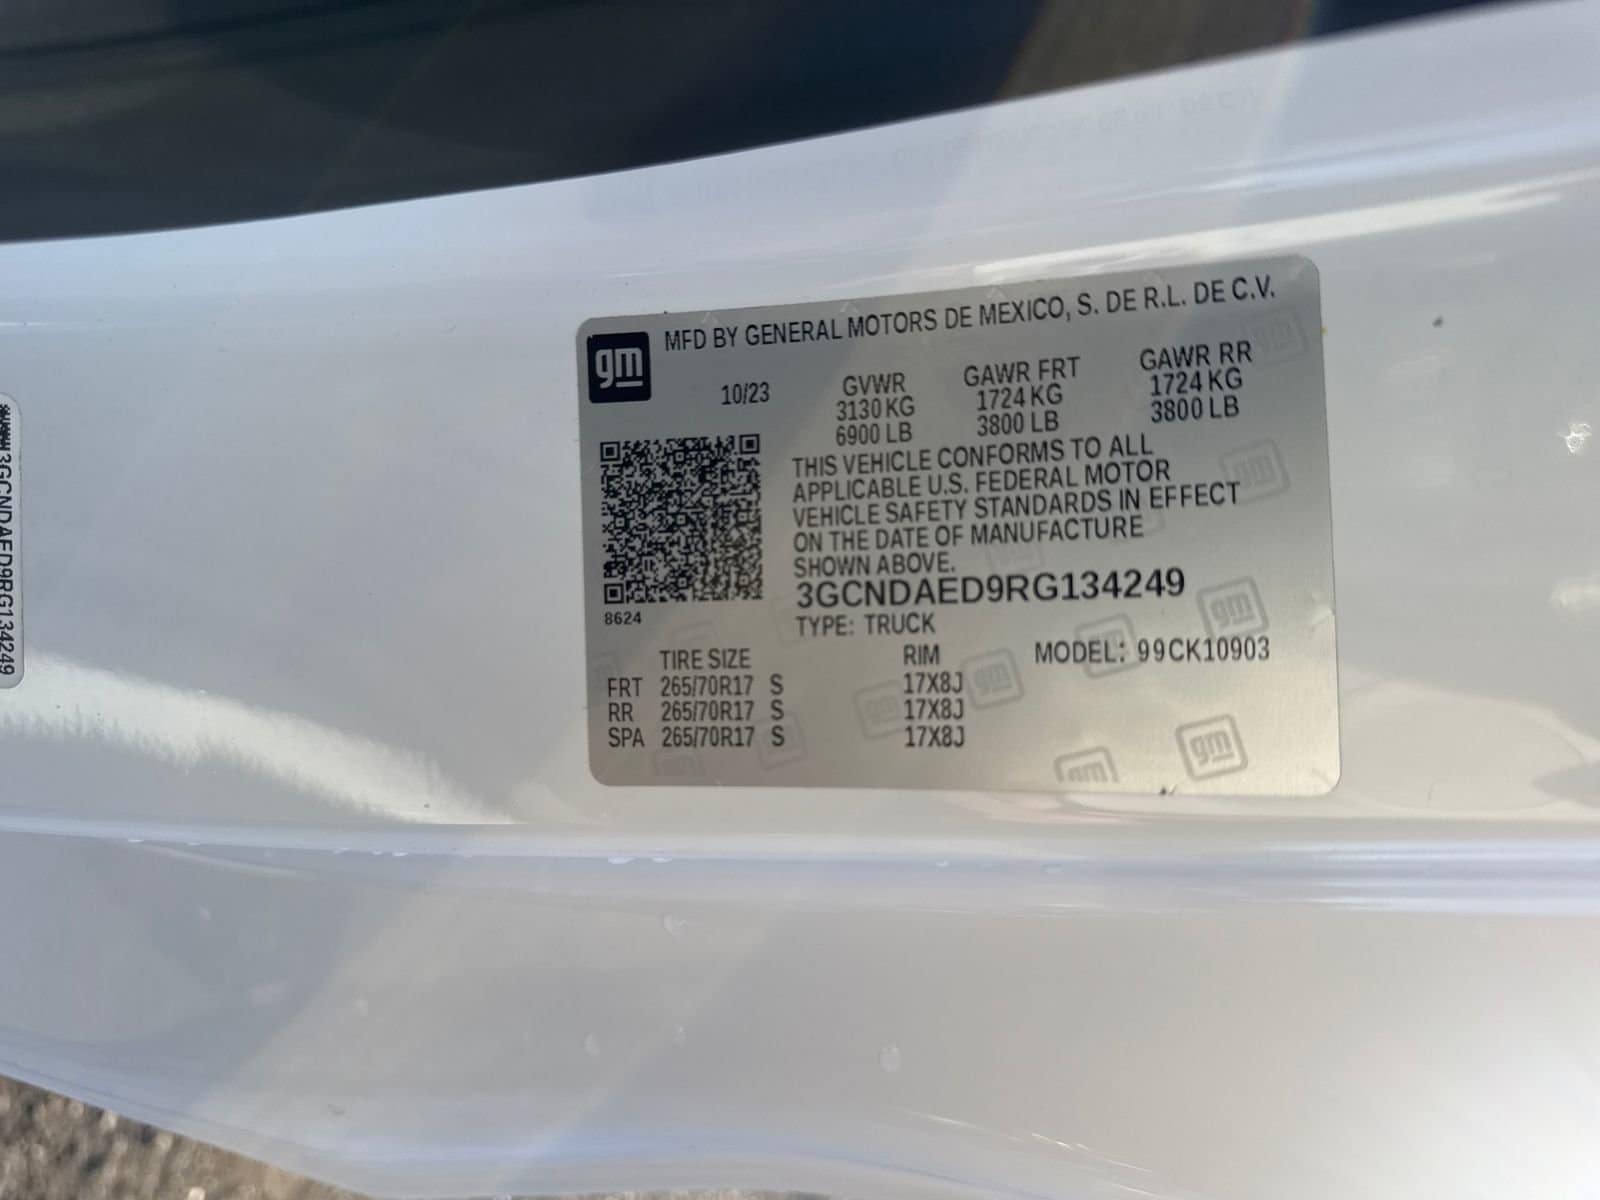 gm
MFD BY GENERAL MOTORS DE MEXICO, S. DE R.L. DE C.V.
10/23
GVWR GAWR FRT GAWR RR
3130 KG 1724 KG 1724 KG
6900 LB 3800 LB 3800 LB
THIS VEHICLE CONFORMS TO ALL
APPLICABLE U.S. FEDERAL MOTOR
VEHICLE SAFETY STANDARDS IN EFFECT
ON THE DATE OF MANUFACTURE
SHOWN ABOVE.
3GCNDAED9RG134249
8624
TYPE: TRUCK
TIRE SIZE RIM MODEL: 99CK10903
FRT 265/70R17 S 17X8J
RR 265/70R17 S 17X8J
SPA 265/70R17 S 17X8J
3GCNDAED9RG134249